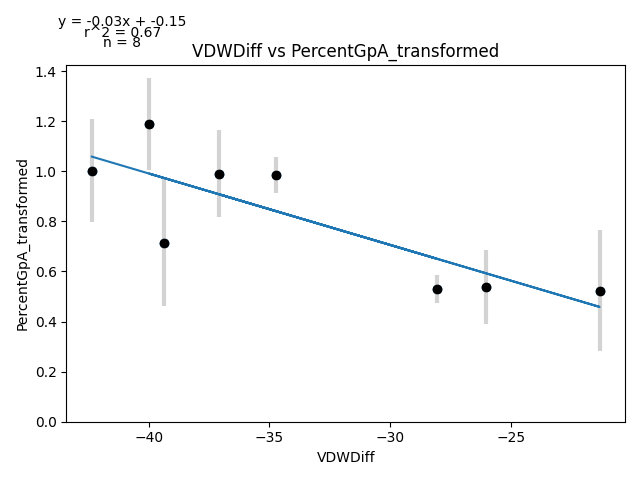 y = -0.03x + -0.15
r^2 = 0.67
n = 8
VDWDiff vs PercentGpA_transformed
PercentGpA_transformed
1.4
1.2
1.0
0.8
0.6
0.4
0.2
0.0
−40
−35
−30
−25
VDWDiff